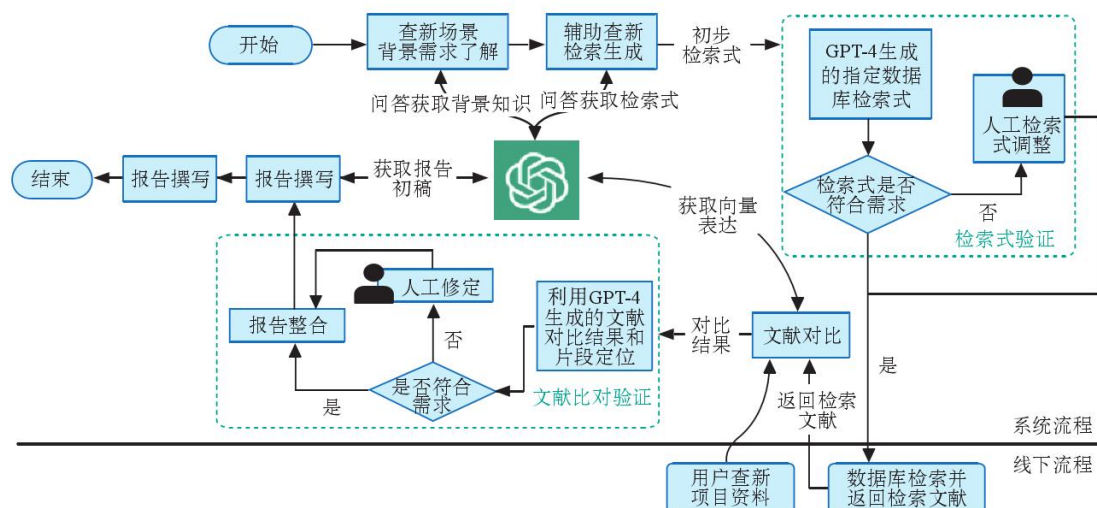 开始
查新场景
背景需求了解
辅助查新
检索生成
初步
检索式
GPT-4生成
的指定数据
库检索式
人工检索
式调整
问答获取背景知识
问答获取检索式
检索式是否
符合需求
否
检索式验证
结束
报告撰写
报告撰写
获取报告
初稿
获取向量
表达
人工修定
利用GPT-4
生成的文献
对比结果和
片段定位
报告整合
否
是否符合
需求
是
文献比对验证
对比
结果
文献对比
是
返回检索
文献
系统流程
线下流程
用户查新
项目资料
数据库检索并
返回检索文献